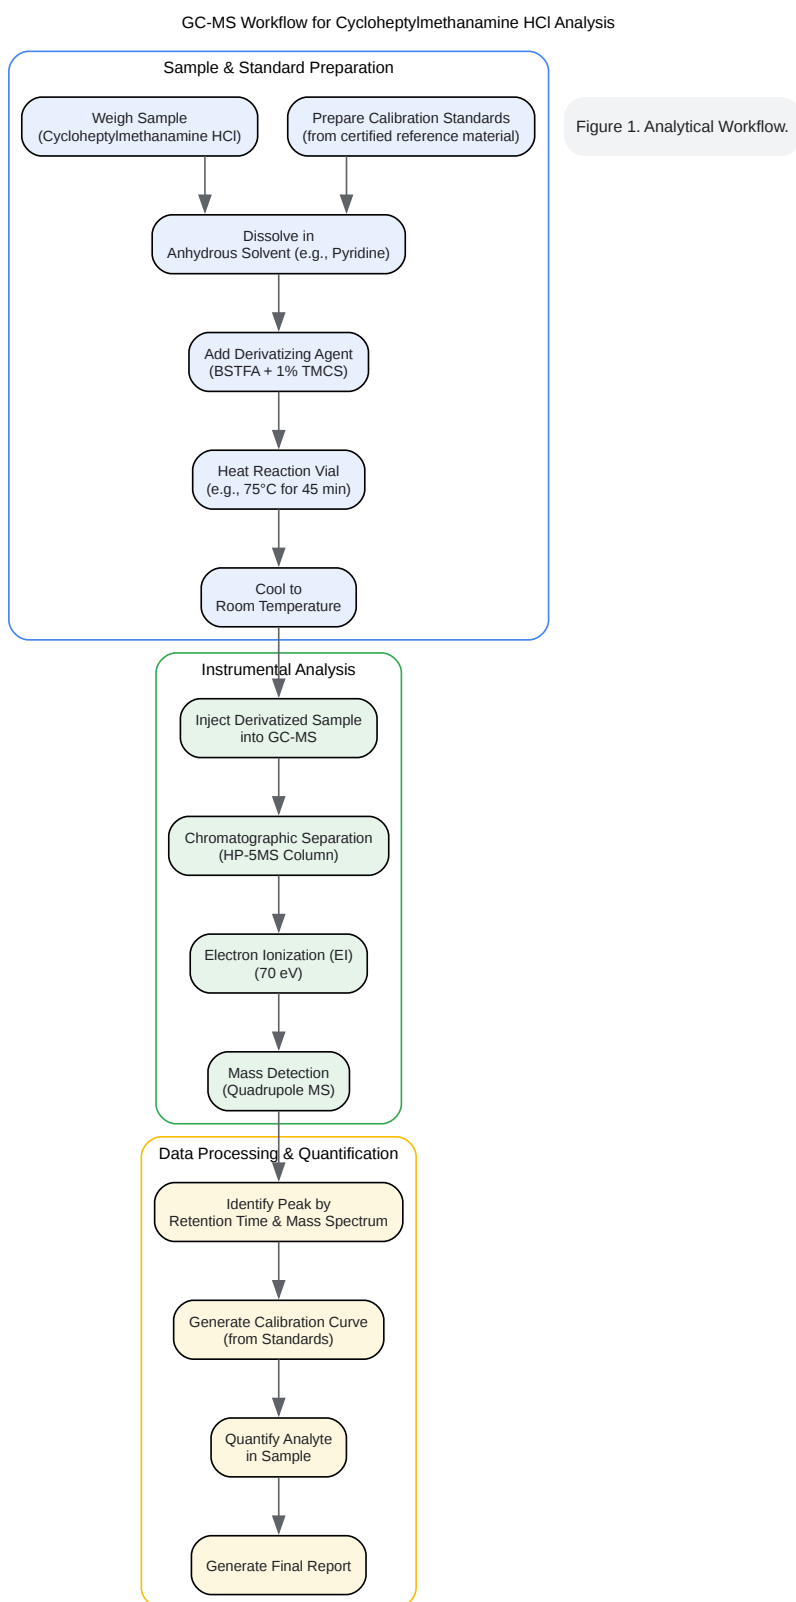 GC-MS Workflow for Cycloheptylmethanamine HCl Analysis
Sample & Standard Preparation
Weigh Sample
(Cycloheptylmethanamine HCl)
Prepare Calibration Standards
(from certified reference material)
Figure 1. Analytical Workflow.
Dissolve in
Anhydrous Solvent (e.g., Pyridine)
Add Derivatizing Agent
(BSTFA + 1% TMCS)
Heat Reaction Vial
(e.g., 75°C for 45 min)
Cool to
Room Temperature
Instrumental Analysis
Inject Derivatized Sample
into GC-MS
Chromatographic Separation
(HP-5MS Column)
Electron Ionization (EI)
(70 eV)
Mass Detection
(Quadrupole MS)
Data Processing & Quantification
Identify Peak by
Retention Time & Mass Spectrum
Generate Calibration Curve
(from Standards)
Quantify Analyte
in Sample
Generate Final Report